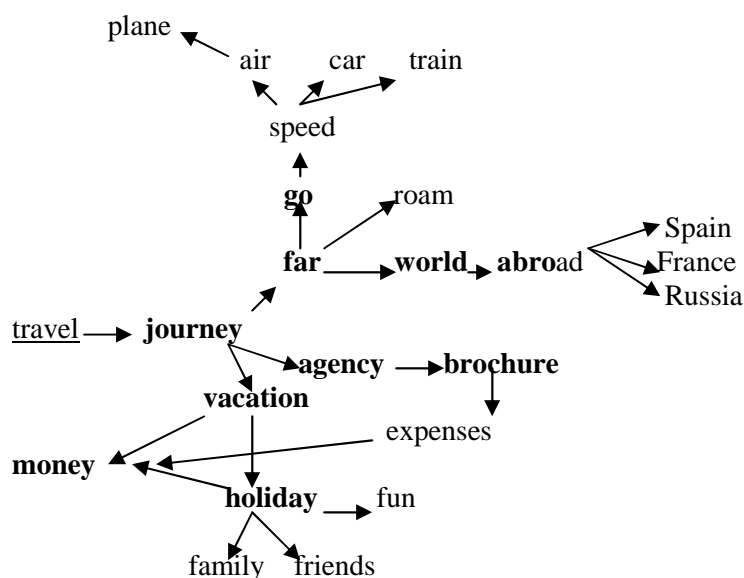 plane
air car train
speed
go roam
Spain
far world abroad France
Russia
travel journey
agency brochure
vacation
expenses
money
holiday fun
family friends